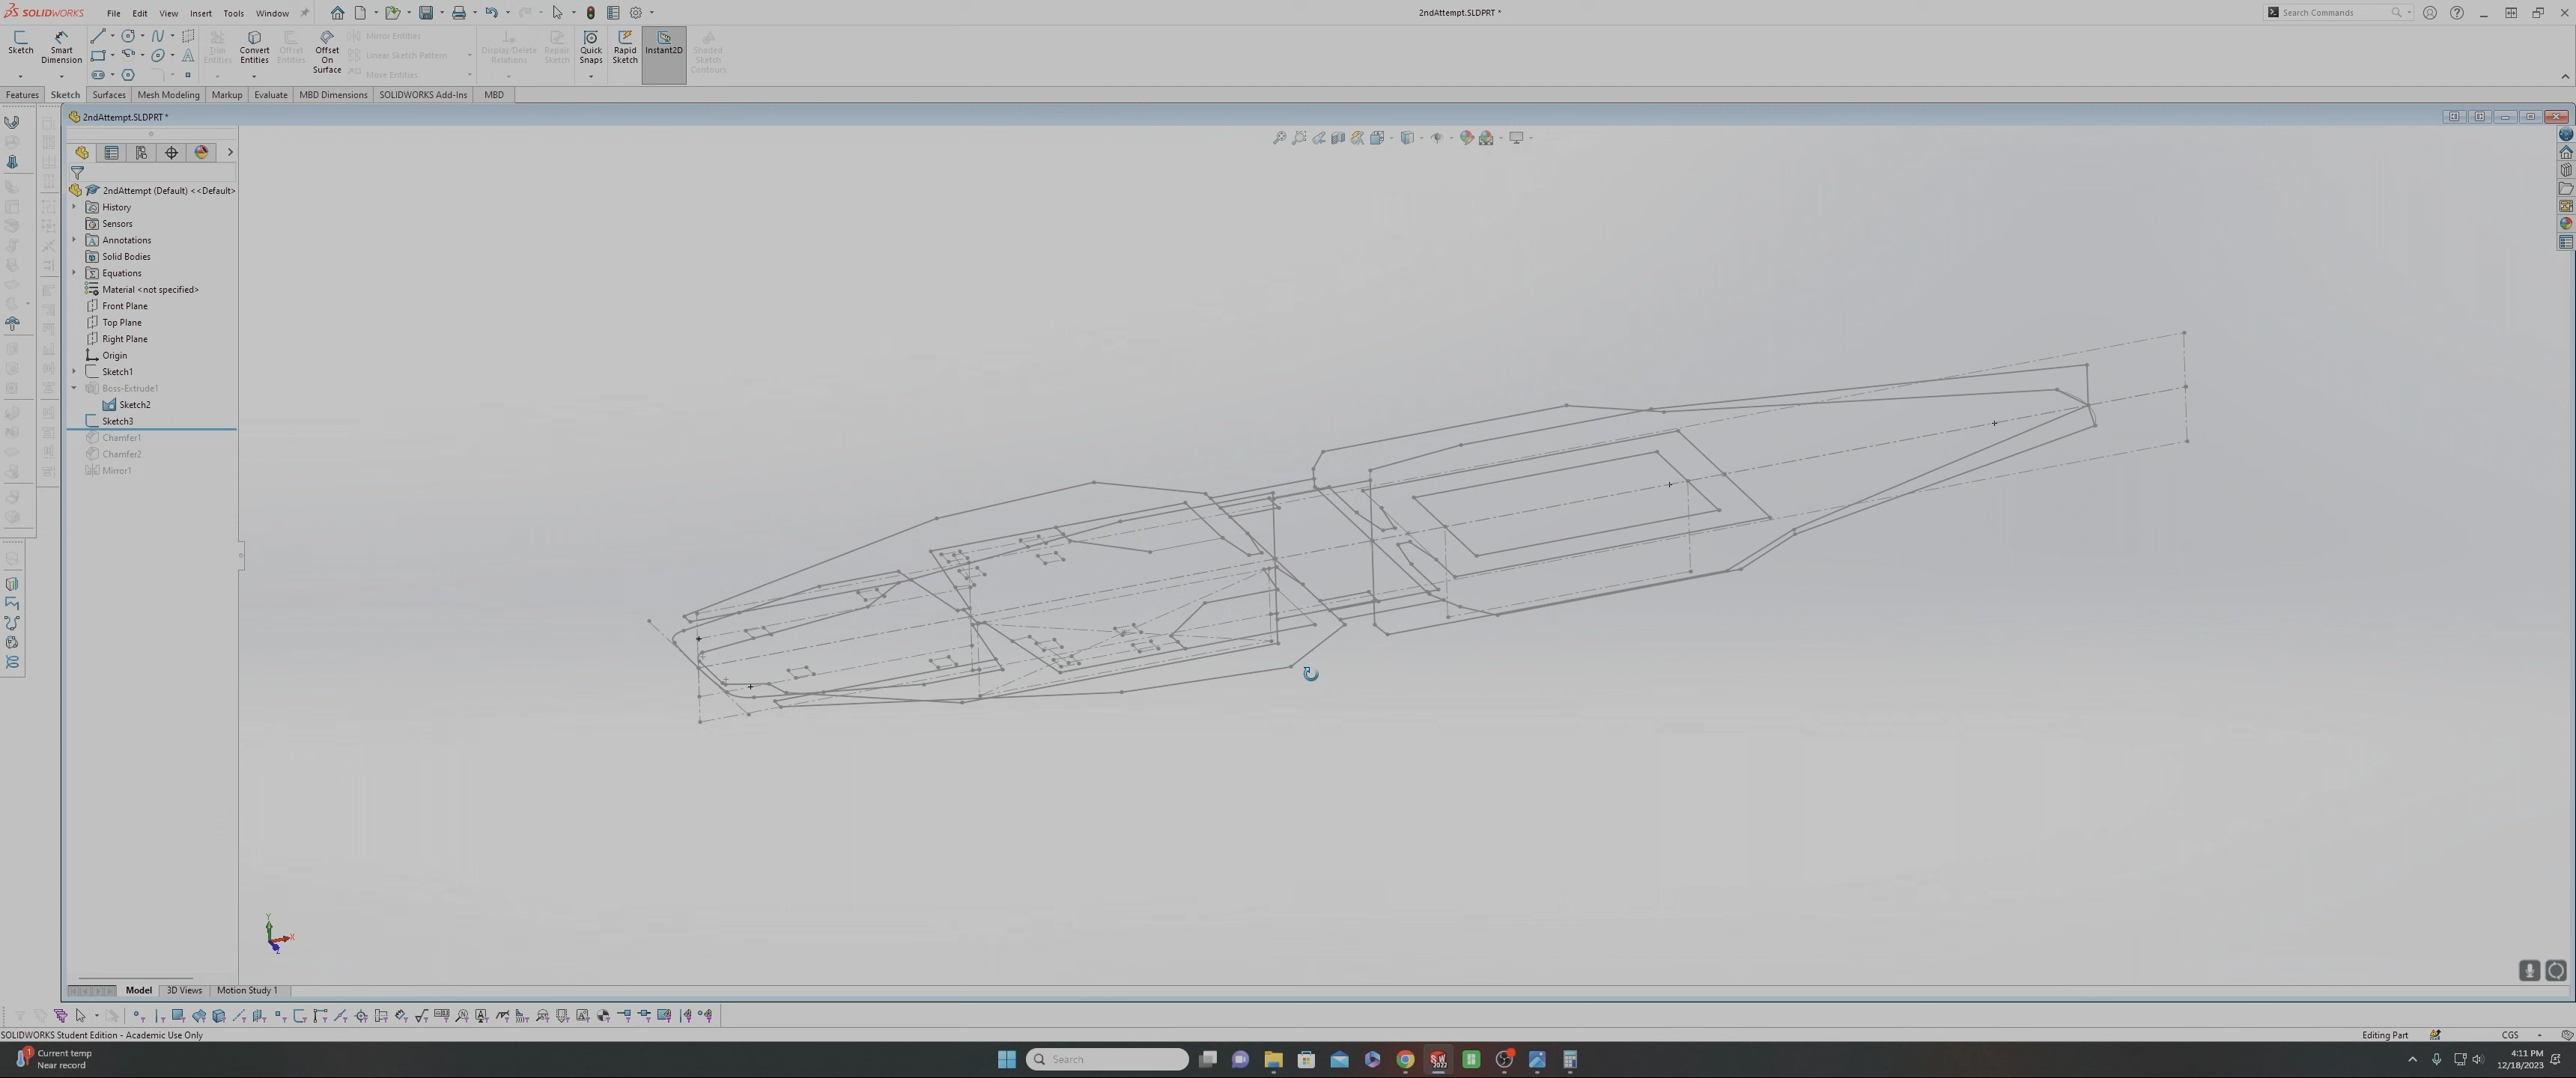 SOLIDWORKS File Edit View Insert Tools Window 2ndAttempt.SLDPRT * Search Commands
Sketch Smart Dimension Trim Entities Convert Entities Offset Entities Offset On Surface Mirror Entities Linear Sketch Pattern Move Entities Display/Delete Relations Repair Sketch Quick Snaps Rapid Sketch Instant2D Shaded Sketch Contours
Features Sketch Surfaces Mesh Modeling Markup Evaluate MBD Dimensions SOLIDWORKS Add-Ins MBD
2ndAttempt.SLDPRT *
2ndAttempt (Default) <<Default>
History
Sensors
Annotations
Solid Bodies
Equations
Material <not specified>
Front Plane
Top Plane
Right Plane
Origin
Sketch1
Boss-Extrude1
Sketch2
Sketch3
Chamfer1
Chamfer2
Mirror1
Y
X
Z
Model 3D Views Motion Study 1
SOLIDWORKS Student Edition - Academic Use Only Editing Part CGS
1 Current temp
Near record
Search
4:11 PM
12/18/2023